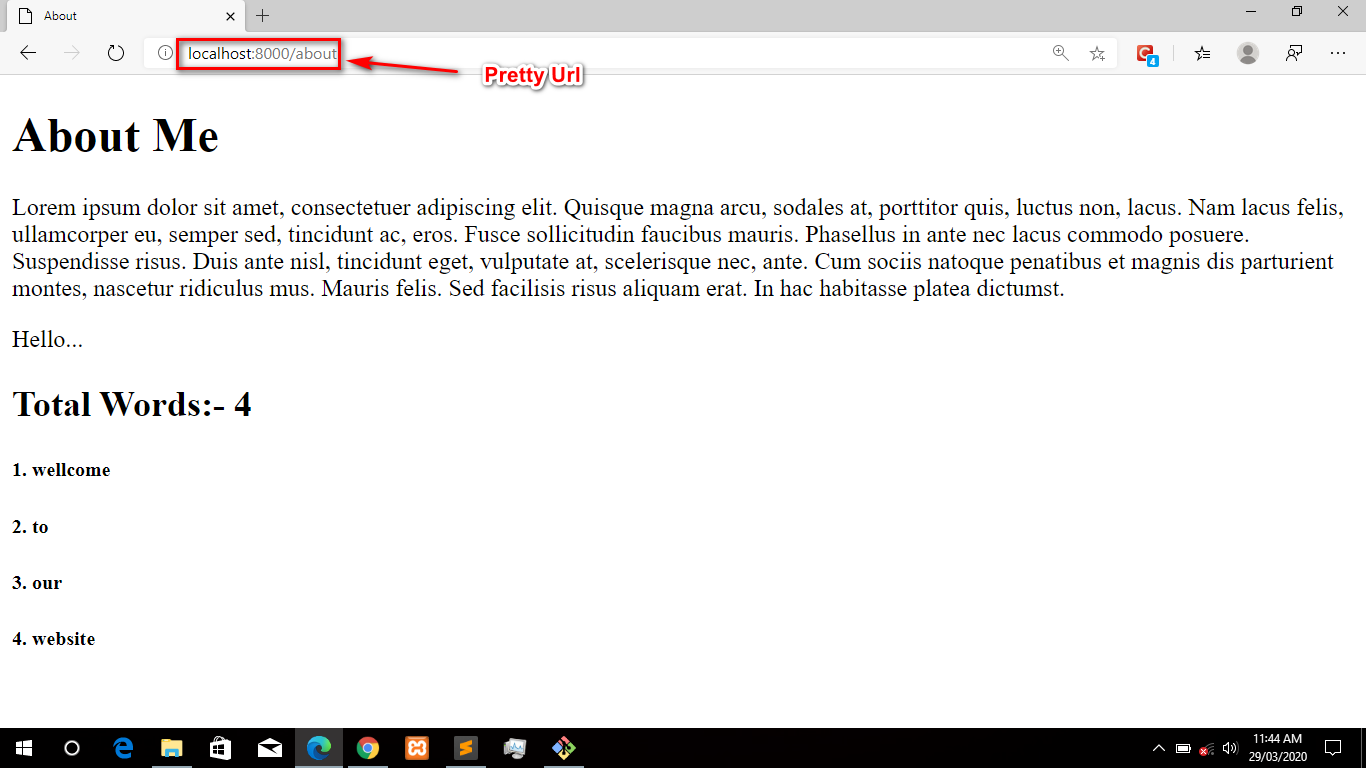 About
localhost:8000/about
Pretty Url
4
About Me
Lorem ipsum dolor sit amet, consectetuer adipiscing elit. Quisque magna arcu, sodales at, porttitor quis, luctus non, lacus. Nam lacus felis,
ullamcorper eu, semper sed, tincidunt ac, eros. Fusce sollicitudin faucibus mauris. Phasellus in ante nec lacus commodo posuere.
Suspendisse risus. Duis ante nisl, tincidunt eget, vulputate at, scelerisque nec, ante. Cum sociis natoque penatibus et magnis dis parturient
montes, nascetur ridiculus mus. Mauris felis. Sed facilisis risus aliquam erat. In hac habitasse platea dictumst.
Hello...
Total Words:- 4
1. wellcome
2. to
3. our
4. website
11:44 AM
29/03/2020